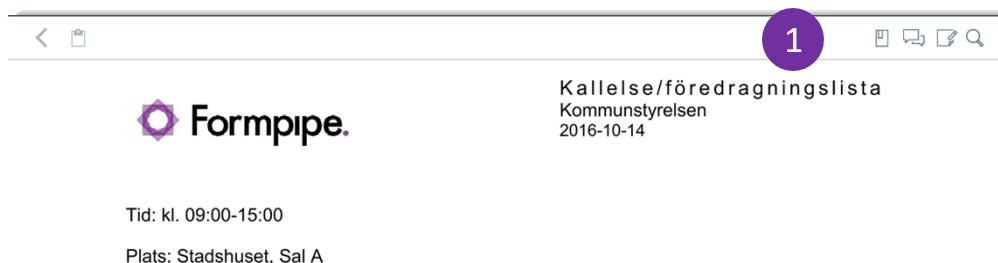 1
Kallelse/föredragningslista
Kommunstyrelsen
2016-10-14
Formpipe.
Tid: kl. 09:00-15:00
Plats: Stadshuset. Sal A